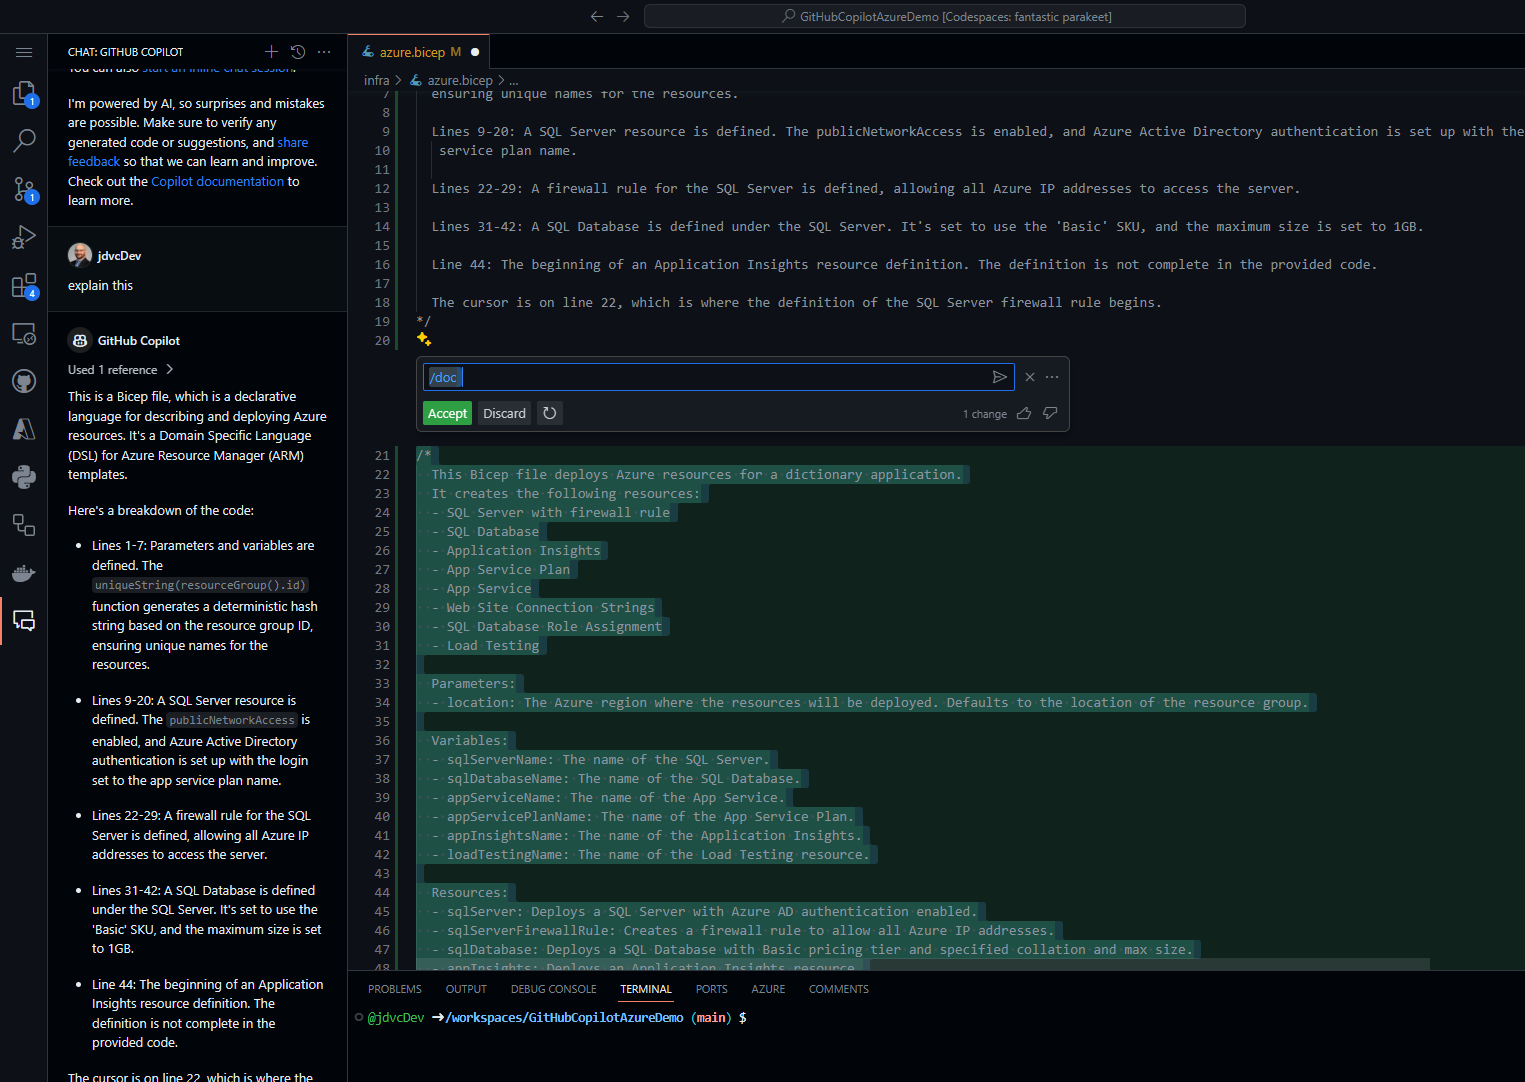 GitHubCopilotAzureDemo [Codespaces: fantastic parakeet]
CHAT: GITHUB COPILOT
You can also start an inline chat session.
I'm powered by AI, so surprises and mistakes
are possible. Make sure to verify any
generated code or suggestions, and share
feedback so that we can learn and improve.
Check out the Copilot documentation to
learn more.
jdvcDev
explain this
GitHub Copilot
Used 1 reference
This is a Bicep file, which is a declarative
language for describing and deploying Azure
resources. It's a Domain Specific Language
(DSL) for Azure Resource Manager (ARM)
templates.
Here's a breakdown of the code:
• Lines 1-7: Parameters and variables are
defined. The
uniqueString(resourceGroup().id)
function generates a deterministic hash
string based on the resource group ID,
ensuring unique names for the
resources.
• Lines 9-20: A SQL Server resource is
defined. The publicNetworkAccess is
enabled, and Azure Active Directory
authentication is set up with the login
set to the app service plan name.
• Lines 22-29: A firewall rule for the SQL
Server is defined, allowing all Azure IP
addresses to access the server.
• Lines 31-42: A SQL Database is defined
under the SQL Server. It's set to use the
'Basic' SKU, and the maximum size is set
to 1GB.
• Line 44: The beginning of an Application
Insights resource definition. The
definition is not complete in the
provided code.
The cursor is on line 22, which is where the
1
1
4
azure.bicep M
infra > azure.bicep > ...
7 ensuring unique names for the resources.
8
9 Lines 9-20: A SQL Server resource is defined. The publicNetworkAccess is enabled, and Azure Active Directory authentication is set up with the
10 service plan name.
11
12 Lines 22-29: A firewall rule for the SQL Server is defined, allowing all Azure IP addresses to access the server.
13
14 Lines 31-42: A SQL Database is defined under the SQL Server. It's set to use the 'Basic' SKU, and the maximum size is set to 1GB.
15
16 Line 44: The beginning of an Application Insights resource definition. The definition is not complete in the provided code.
17
18 The cursor is on line 22, which is where the definition of the SQL Server firewall rule begins.
19 */
20
/doc
Accept Discard 1 change
21 /*
22 This Bicep file deploys Azure resources for a dictionary application.
23 It creates the following resources:
24 - SQL Server with firewall rule
25 - SQL Database
26 - Application Insights
27 - App Service Plan
28 - App Service
29 - Web Site Connection Strings
30 - SQL Database Role Assignment
31 - Load Testing
32
33 Parameters:
34 - location: The Azure region where the resources will be deployed. Defaults to the location of the resource group.
35
36 Variables:
37 - sqlServerName: The name of the SQL Server.
38 - sqlDatabaseName: The name of the SQL Database.
39 - appServiceName: The name of the App Service.
40 - appServicePlanName: The name of the App Service Plan.
41 - appInsightsName: The name of the Application Insights.
42 - loadTestingName: The name of the Load Testing resource.
43
44 Resources:
45 - sqlServer: Deploys a SQL Server with Azure AD authentication enabled.
46 - sqlServerFirewallRule: Creates a firewall rule to allow all Azure IP addresses.
47 - sqlDatabase: Deploys a SQL Database with Basic pricing tier and specified collation and max size.
48 - appInsights: Deploys an Application Insights resource.
PROBLEMS OUTPUT DEBUG CONSOLE TERMINAL PORTS AZURE COMMENTS
@jdvcDev ➜/workspaces/GitHubCopilotAzureDemo (main) $